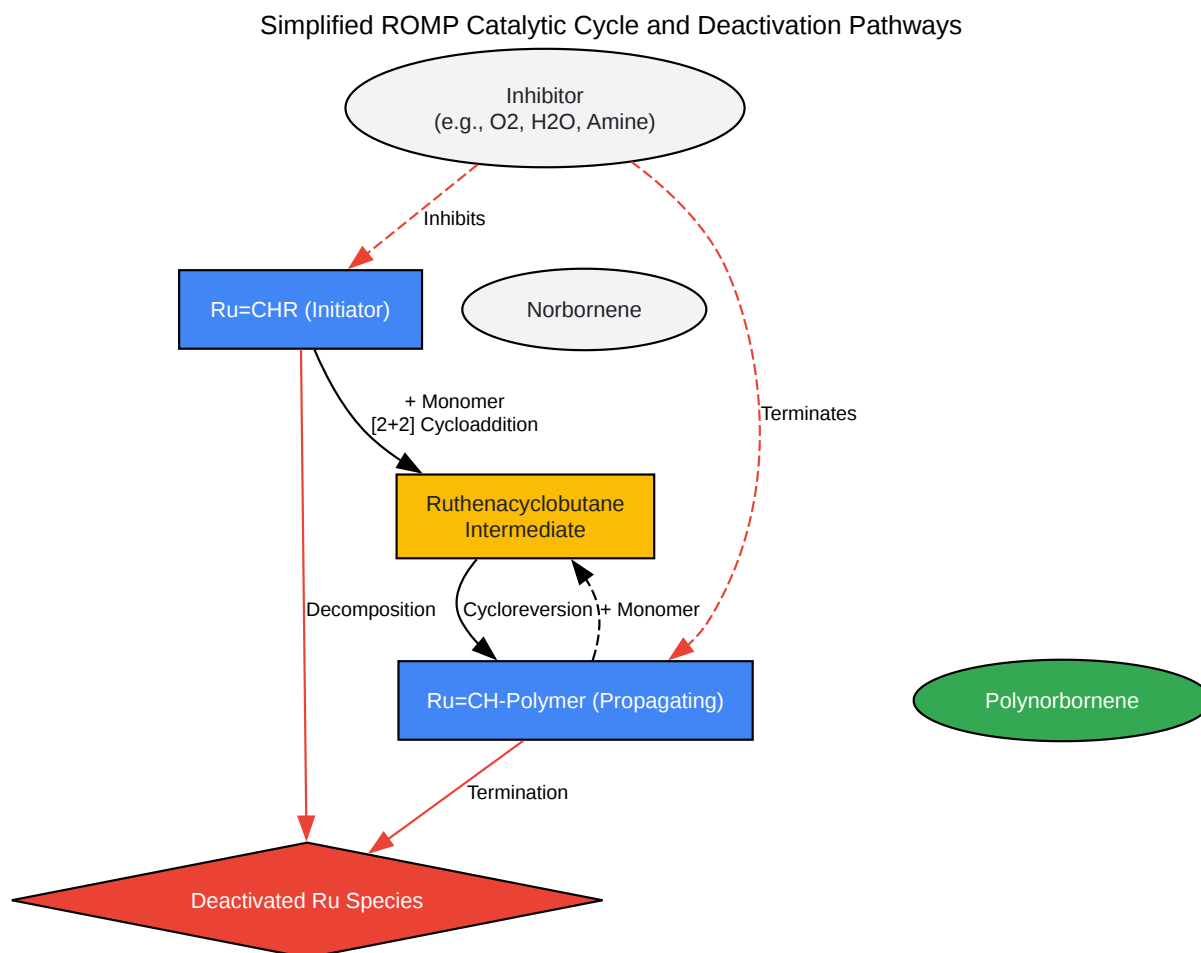 Simplified ROMP Catalytic Cycle and Deactivation Pathways
Inhibitor
(e.g., O2, H2O, Amine)
Inhibits
Ru=CHR (Initiator)
Norbornene
+ Monomer
[2+2] Cycloaddition
Terminates
Ruthenacyclobutane
Intermediate
Decomposition
Cycloreversion
+ Monomer
Ru=CH-Polymer (Propagating)
Polynorbornene
Termination
Deactivated Ru Species